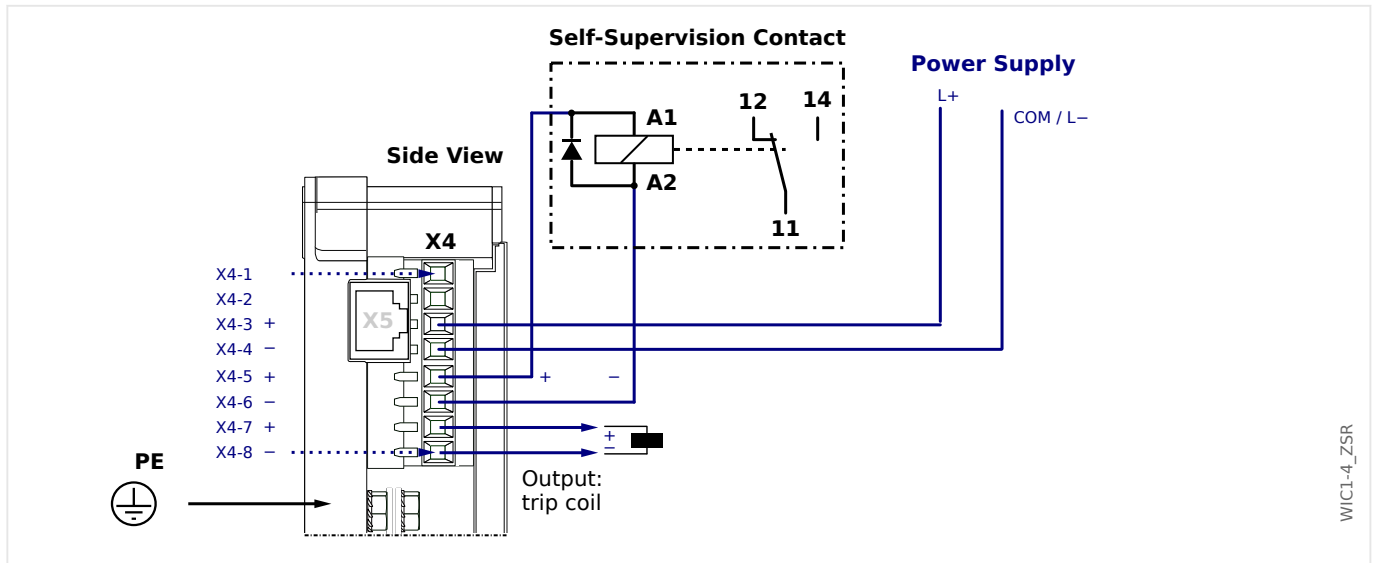 Self-Supervision Contact
Power Supply
L+
COM / L−
12
14
A1
A2
11
Side View
X4
X5
X4-1
X4-2
X4-3 +
X4-4 −
X4-5 +
X4-6 −
X4-7 +
X4-8 −
+ −
+
−
Output:
trip coil
PE
WIC1-4_ZSR